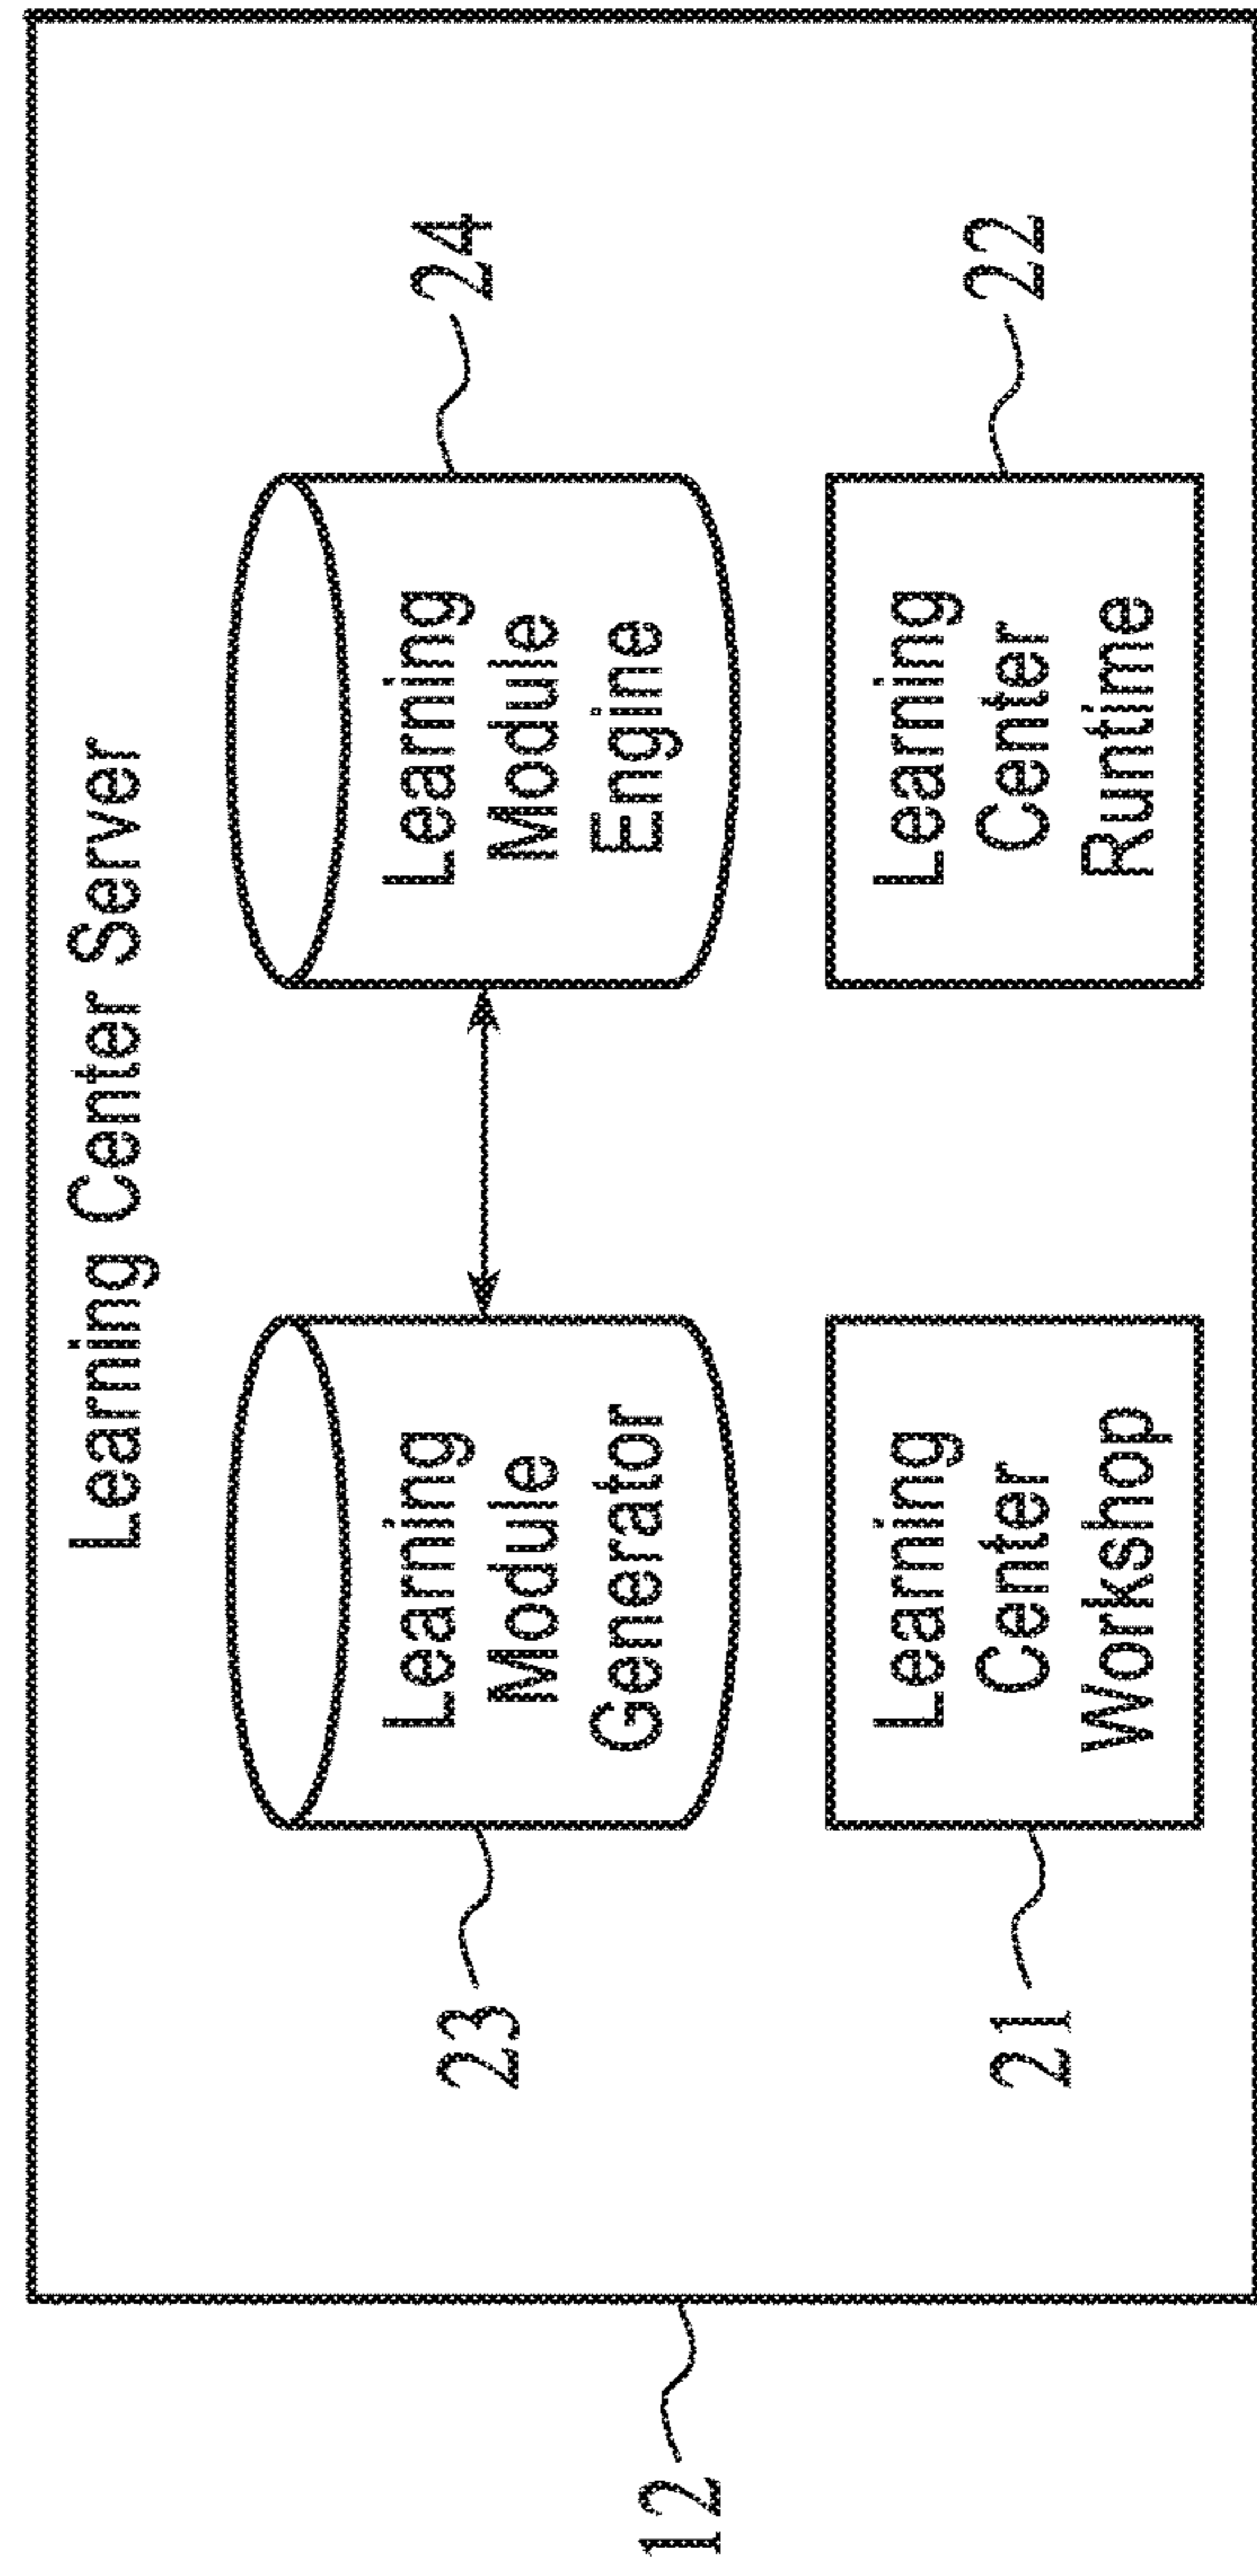 Learning Center Server
23
Learning
Module
Generator
Learning
Module
Engine
24
12
21
Learning
Center
Workshop
Learning
Center
Runtime
22